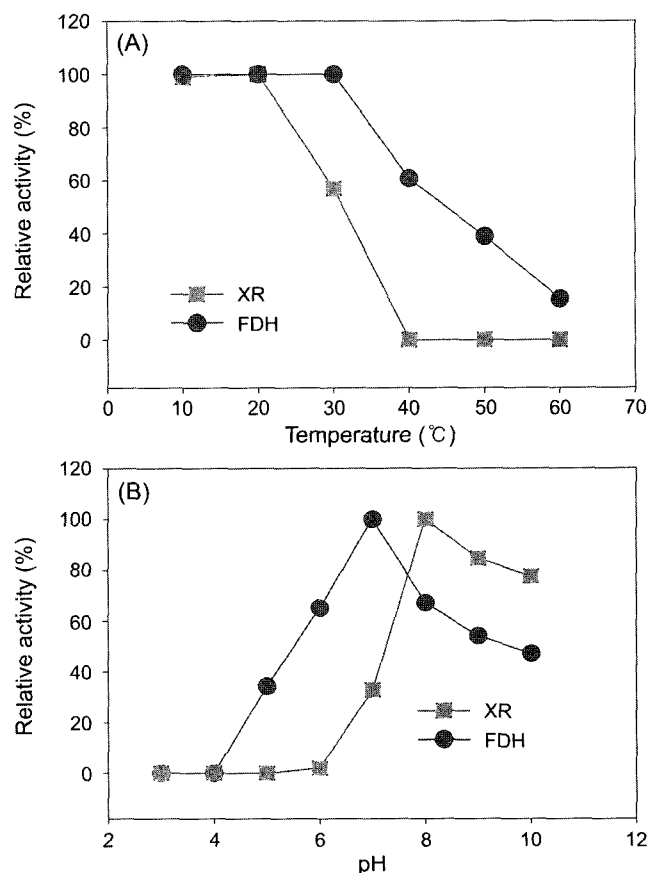 (A)
120
100
80
60
40
20
0
Relative activity (%)
XR
FDH
0 10 20 30 40 50 60 70
Temperature (℃)
(B)
120
100
80
60
40
20
0
Relative activity (%)
XR
FDH
2 4 6 8 10 12
pH